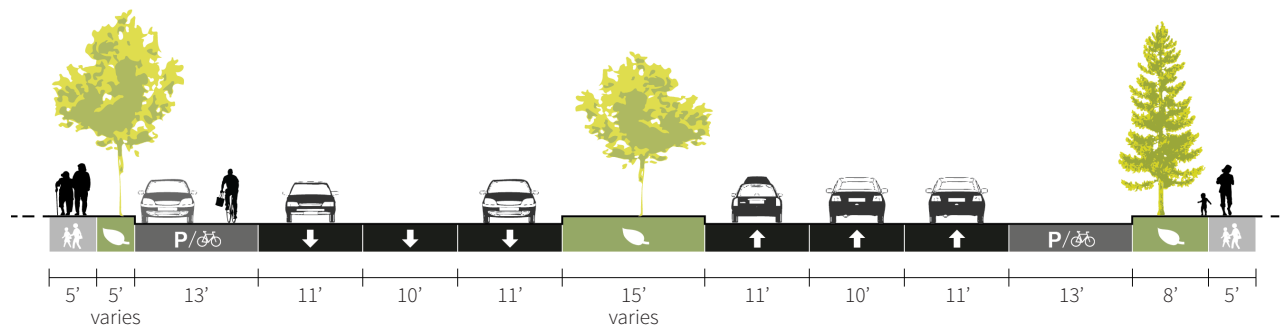 P/
P/
5’ 5’ 13’ 11’ 10’ 11’ 15’ 11’ 10’ 11’ 13’ 8’ 5’
varies varies